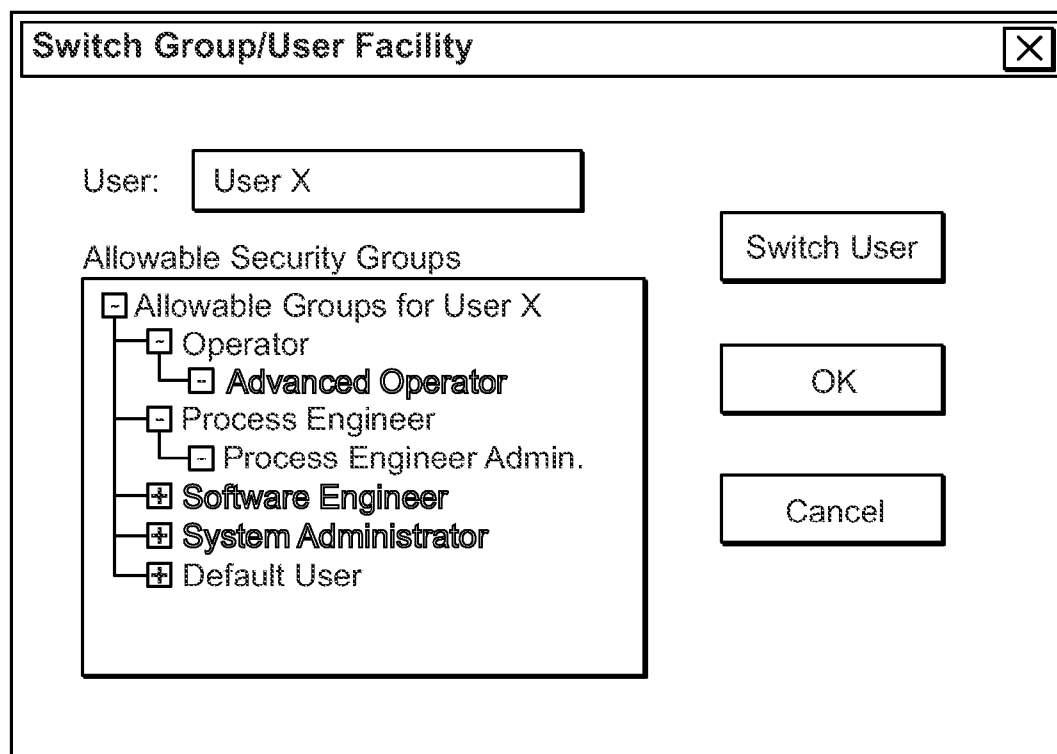 Switch Group/User Facility
User: User X
Switch User
Allowable Security Groups
Allowable Groups for User X
Operator
Advanced Operator
OK
Process Engineer
Process Engineer Admin.
Software Engineer
Cancel
System Administrator
Default User